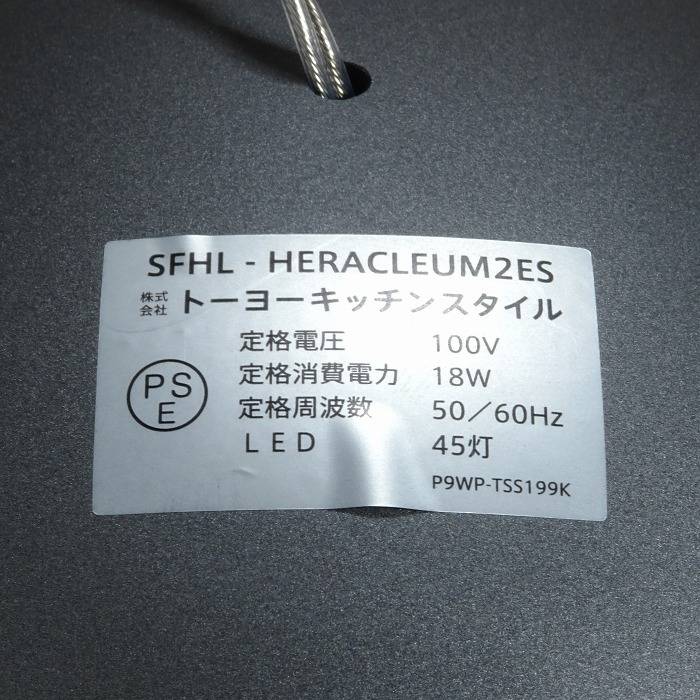 SFHL - HERACLEUM2ES
株式会社 トーヨーキッチンスタイル
定格電圧 100V
定格消費電力 18W
定格周波数 50／60Hz
LED 45灯
PSE
P9WP-TSS199K